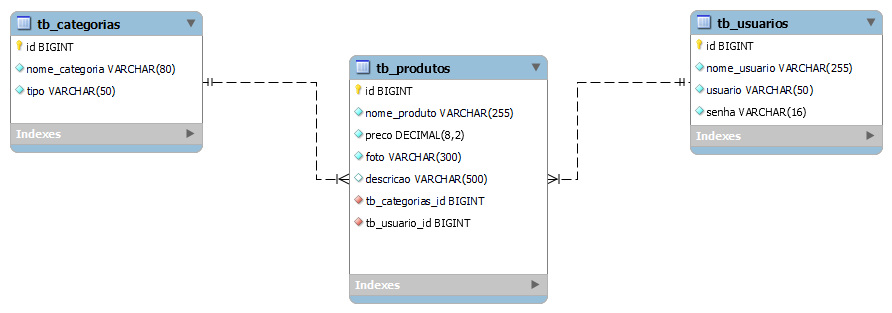 tb_categorias
id BIGINT
nome_categoria VARCHAR(80)
tipo VARCHAR(50)
Indexes
tb_produtos
id BIGINT
nome_produto VARCHAR(255)
preco DECIMAL(8,2)
foto VARCHAR(300)
descricao VARCHAR(500)
tb_categorias_id BIGINT
tb_usuario_id BIGINT
Indexes
tb_usuarios
id BIGINT
nome_usuario VARCHAR(255)
usuario VARCHAR(50)
senha VARCHAR(16)
Indexes